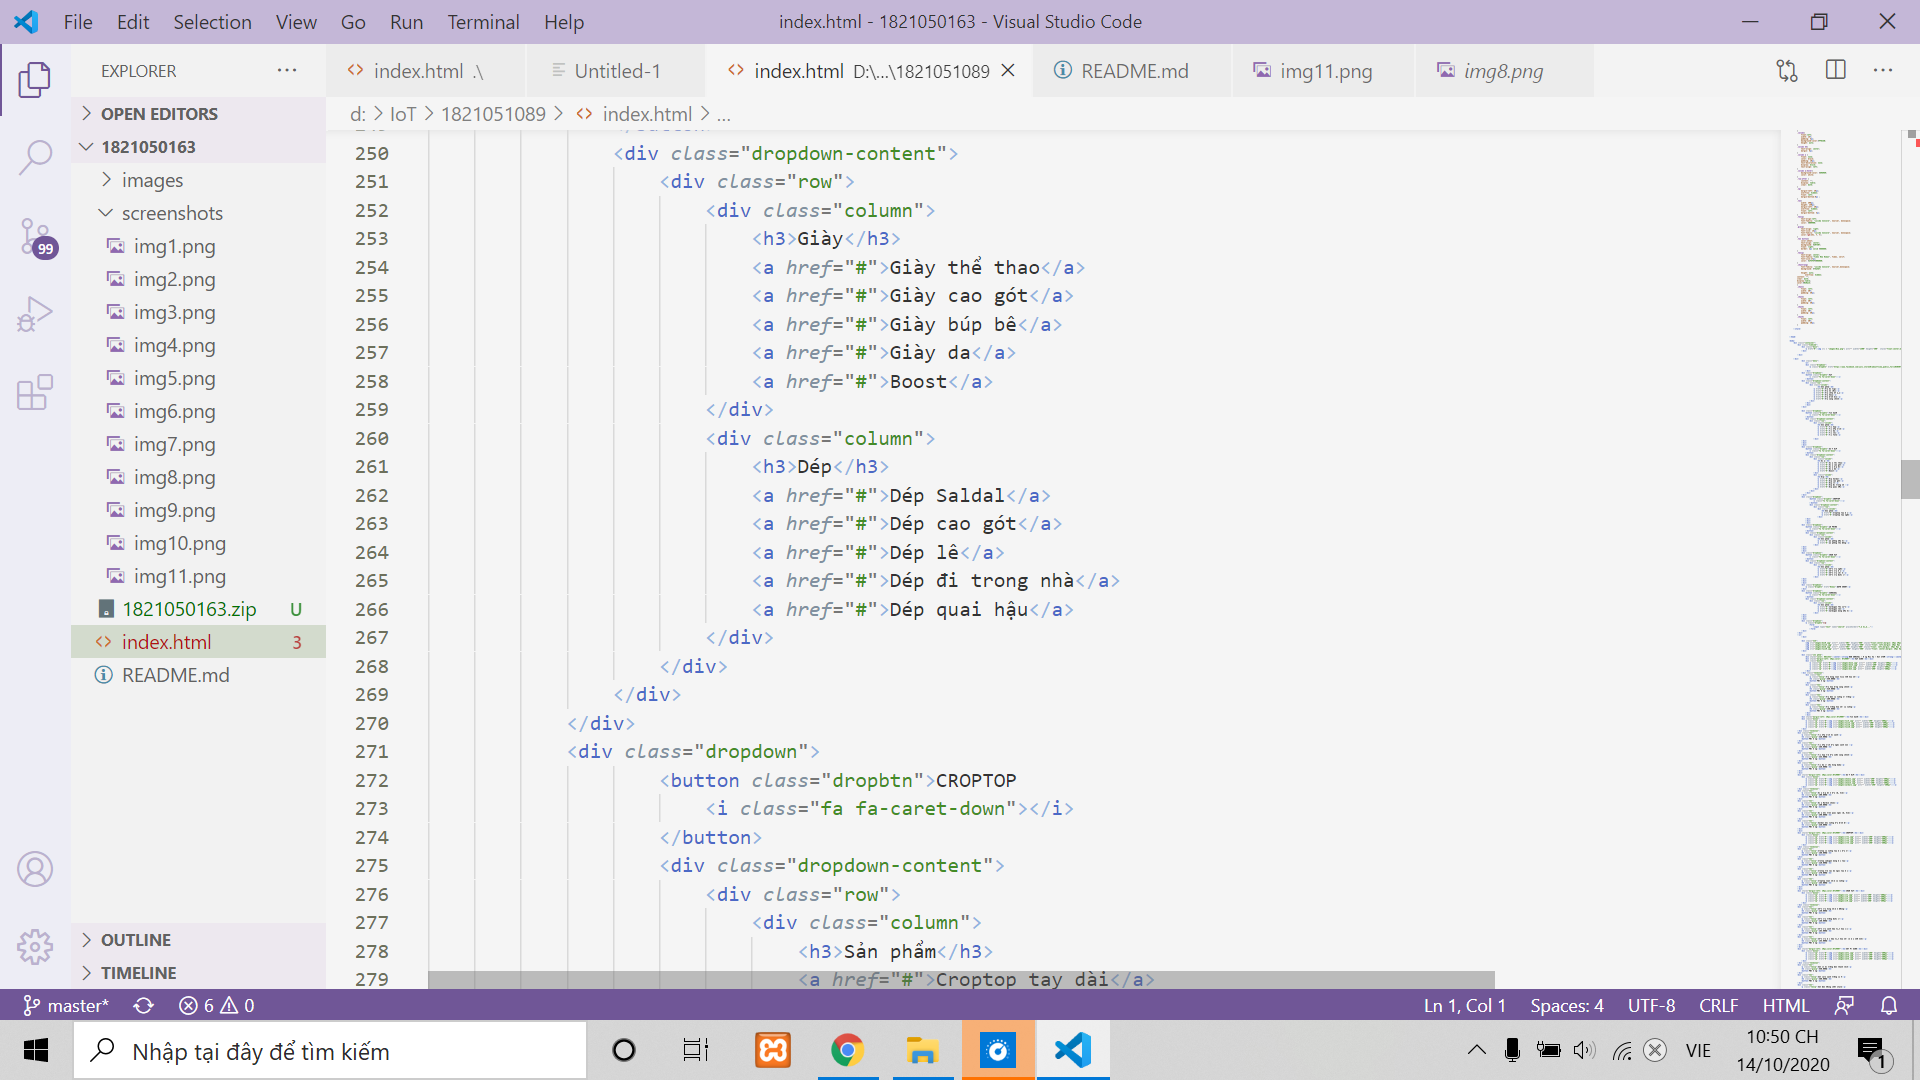 File Edit Selection View Go Run Terminal Help
index.html - 1821050163 - Visual Studio Code
EXPLORER
index.html .\
Untitled-1
index.html D:\...\1821051089
README.md
img11.png
img8.png
d: > IoT > 1821051089 > index.html > ...
OPEN EDITORS
1821050163
images
screenshots
img1.png
img2.png
img3.png
img4.png
img5.png
img6.png
img7.png
img8.png
img9.png
img10.png
img11.png
1821050163.zip U
index.html 3
README.md
OUTLINE
TIMELINE
99
250 <div class="dropdown-content">
251 <div class="row">
252 <div class="column">
253 <h3>Giày</h3>
254 <a href="#">Giày thể thao</a>
255 <a href="#">Giày cao gót</a>
256 <a href="#">Giày búp bê</a>
257 <a href="#">Giày da</a>
258 <a href="#">Boost</a>
259 </div>
260 <div class="column">
261 <h3>Dép</h3>
262 <a href="#">Dép Saldal</a>
263 <a href="#">Dép cao gót</a>
264 <a href="#">Dép lê</a>
265 <a href="#">Dép đi trong nhà</a>
266 <a href="#">Dép quai hậu</a>
267 </div>
268 </div>
269 </div>
270 </div>
271 <div class="dropdown">
272 <button class="dropbtn">CROPTOP
273 <i class="fa fa-caret-down"></i>
274 </button>
275 <div class="dropdown-content">
276 <div class="row">
277 <div class="column">
278 <h3>Sản phẩm</h3>
279 <a href="#">Croptop tay dài</a>
master* 6 0
Ln 1, Col 1 Spaces: 4 UTF-8 CRLF HTML
Nhập tại đây để tìm kiếm
VIE
10:50 CH
14/10/2020
1